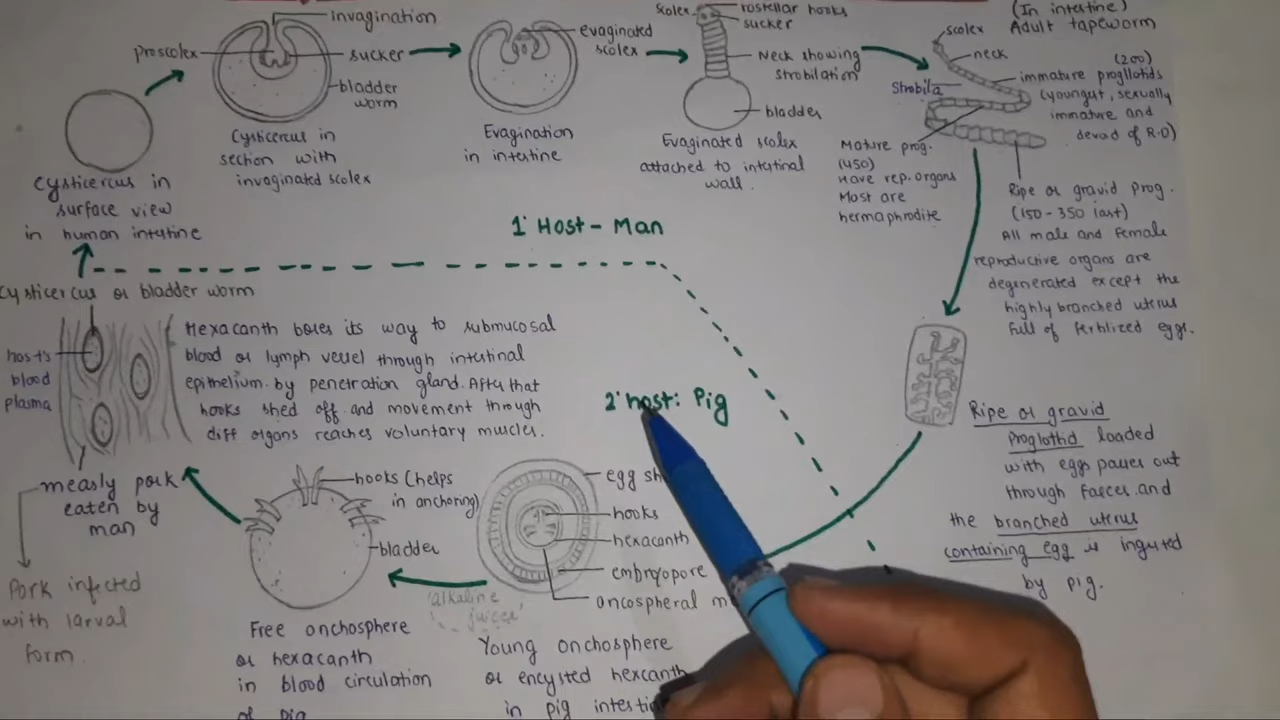 invagination
proscolex
sucker
bladder
worm
Cysticercus in
section with
invaginated scolex
Cysticercus in
surface view
in human intestine
evaginated
scolex
Evagination
in intestine
scolex
rostellar hooks
sucker
Neck showing
strobilation
bladder
Evaginated scolex
attached to intestinal
wall.
(In intestine)
Adult tapeworm
scolex
neck
(200)
immature proglotids
(youngest, sexually
immature and
devoid of R.O)
Strobila
Mature prog.
(450)
Have rep. organs
Most are
hermaphrodite
Ripe or gravid prog.
(150-350 last)
All male and female
reproductive organs are
degenerated except the
highly branched uterus
full of fertilized eggs.
1° Host - Man
2° host: Pig
Cysticercus or bladder worm
host's
blood
plasma
Hexacanth bores its way to submucosal
blood or lymph vessel through intestinal
epithelium by penetration gland. After that
hooks shed off and movement through
diff organs reaches voluntary muscles.
measly pork
eaten by
man
Pork infected
with larval
form.
hooks (helps
in anchoring)
bladder
Free onchosphere
or hexacanth
in blood circulation
of pig
'alkaline
juices'
egg sh
hooks
hexacanth
embryopore
oncospheral m
Young onchosphere
or encysted hexcanth
in pig intesti
Ripe or gravid
proglottid loaded
with eggs passes out
through faeces and
the branched uterus
containing egg is ingested
by pig.